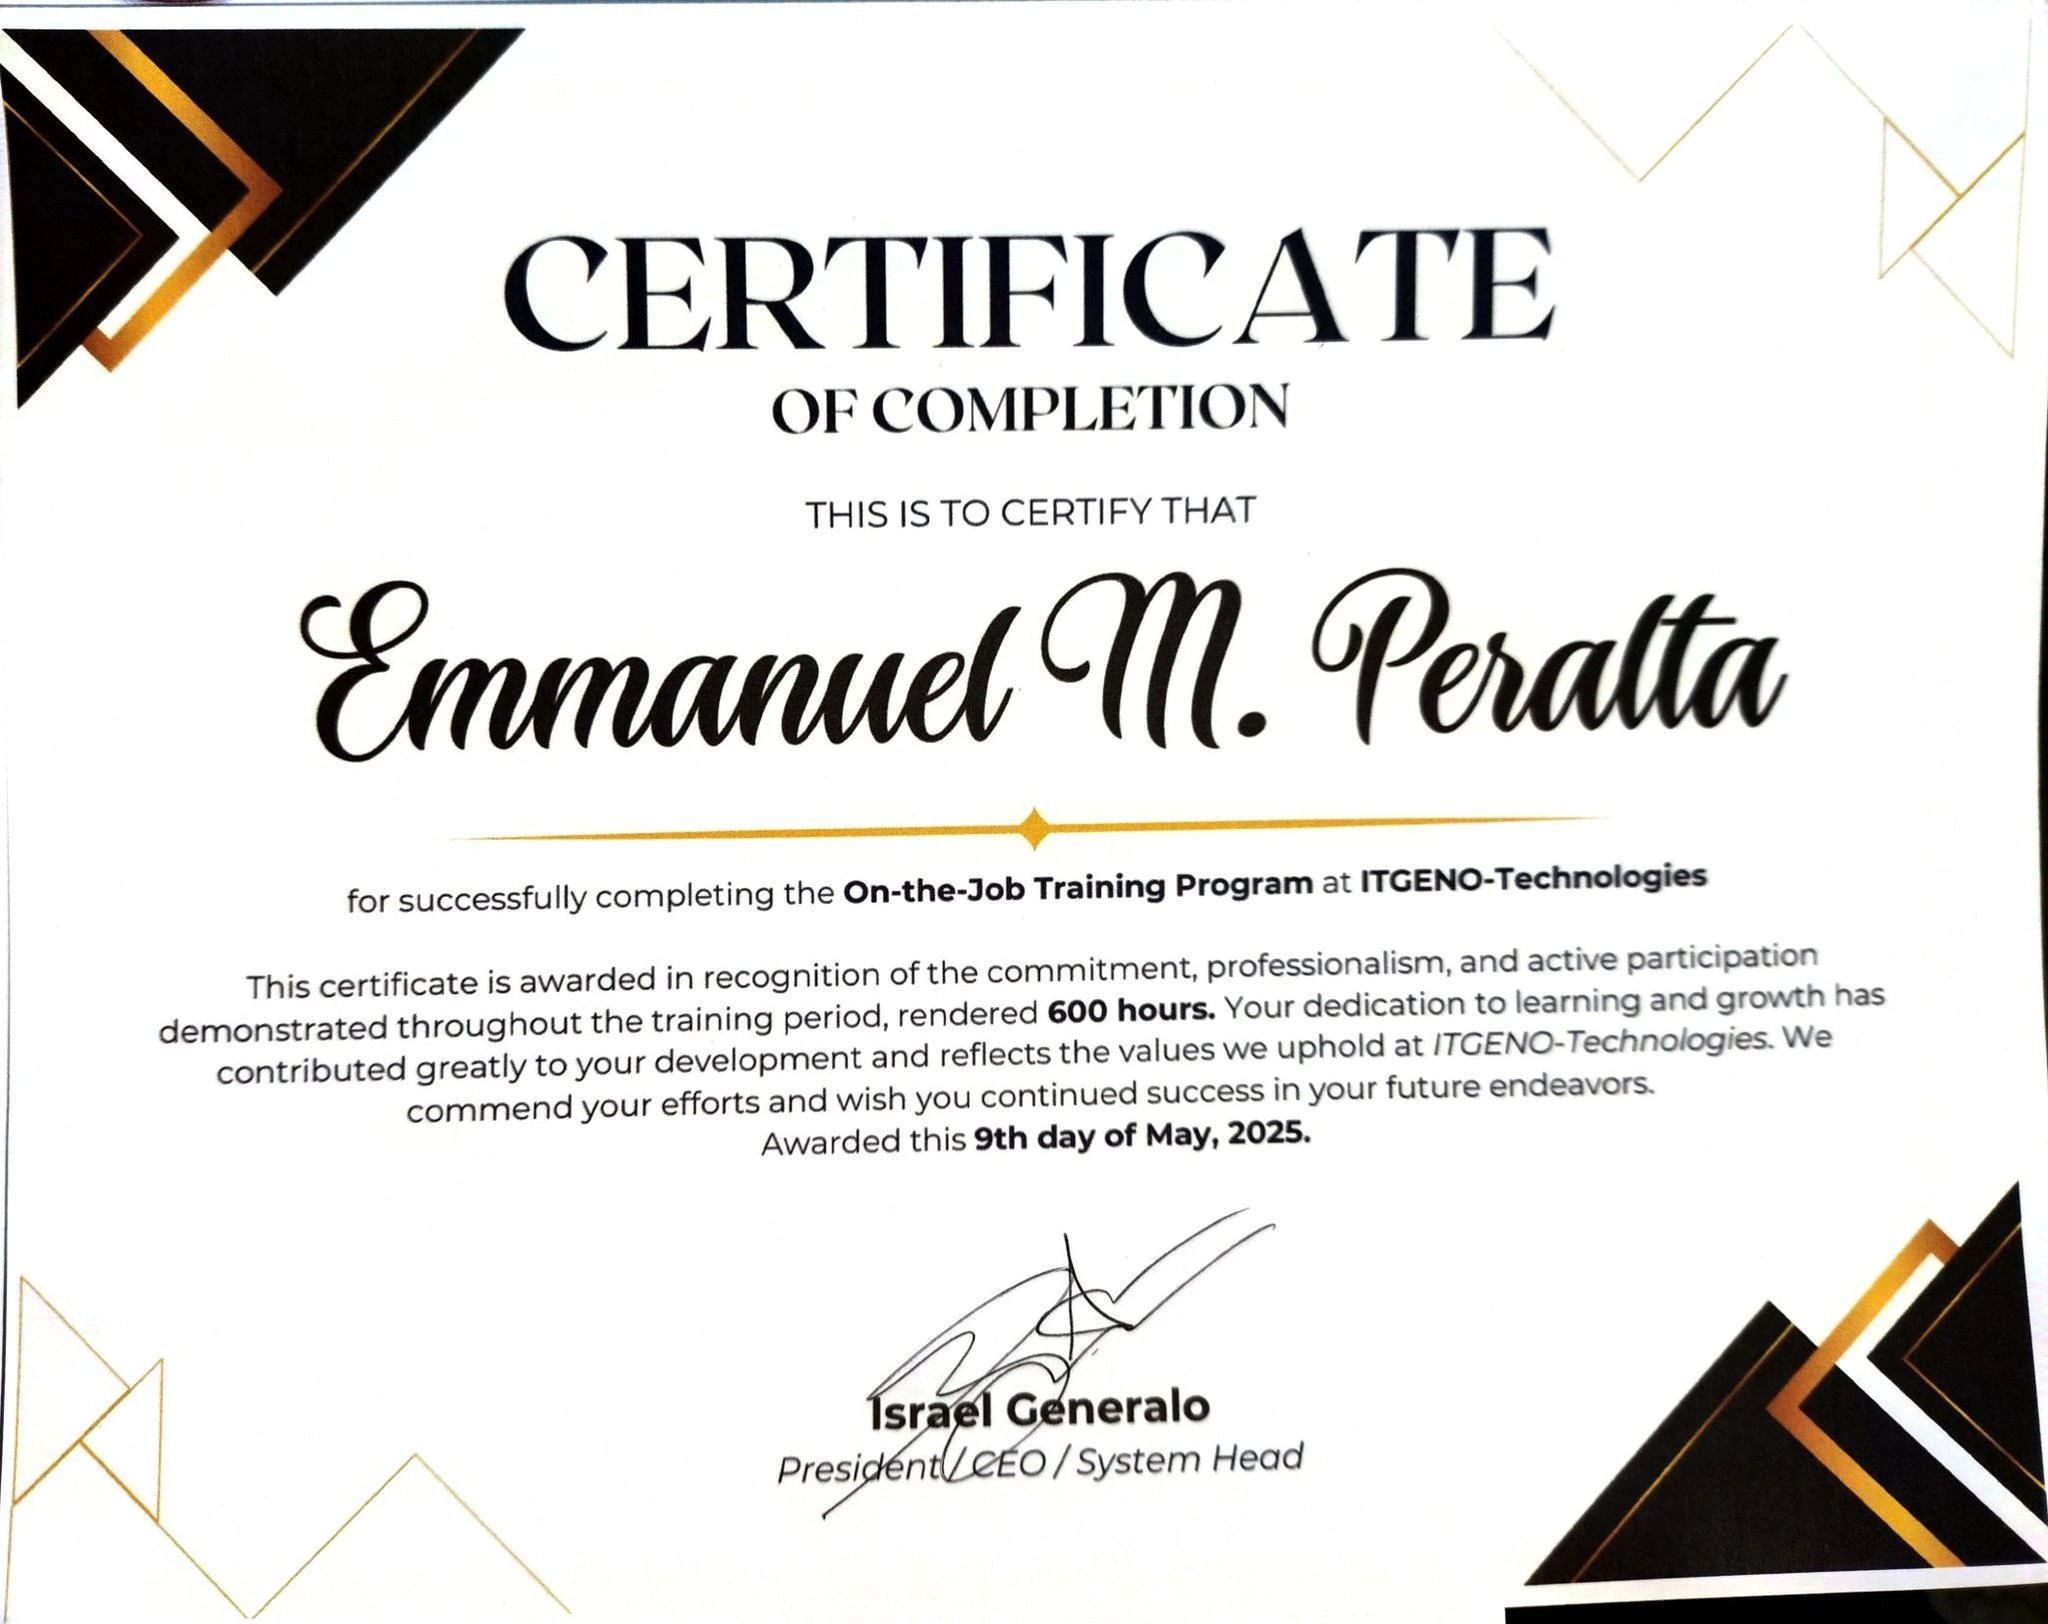 CERTIFICATE
OF COMPLETION
THIS IS TO CERTIFY THAT
Emmanuel M. Peralta
for successfully completing the On-the-Job Training Program at ITGENO-Technologies
This certificate is awarded in recognition of the commitment, professionalism, and active participation
demonstrated throughout the training period, rendered 600 hours. Your dedication to learning and growth has
contributed greatly to your development and reflects the values we uphold at ITGENO-Technologies. We
commend your efforts and wish you continued success in your future endeavors.
Awarded this 9th day of May, 2025.
Israel Generalo
President / CEO / System Head